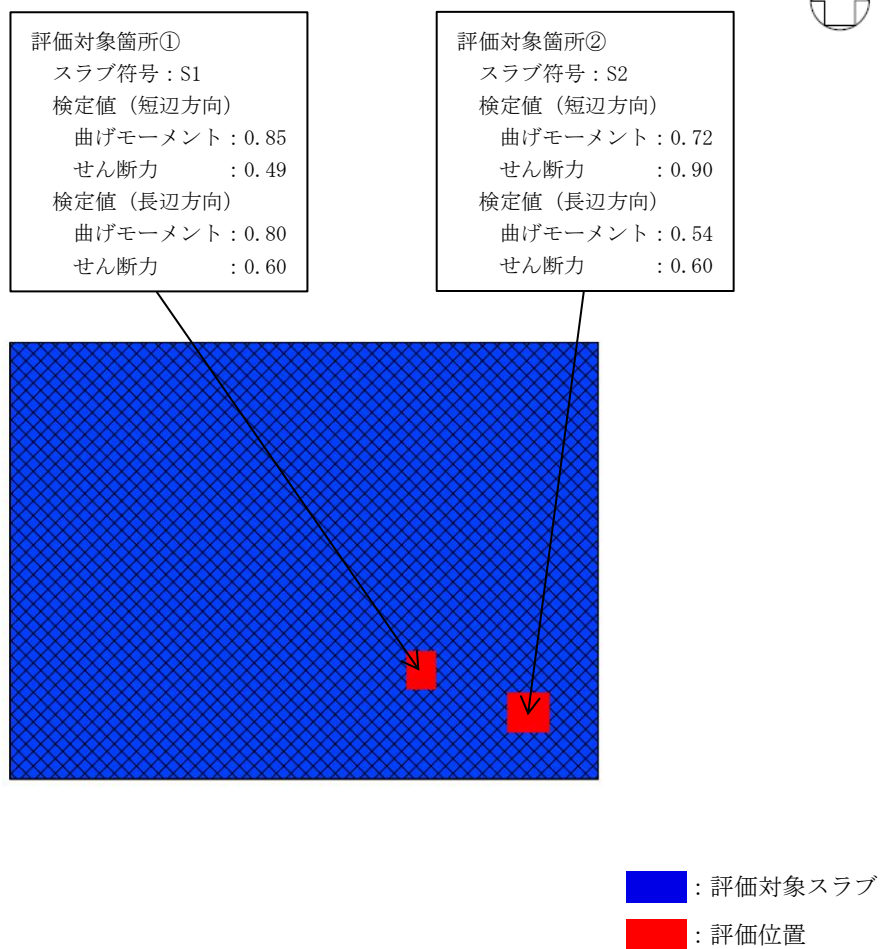 評価対象箇所①
スラブ符号：S1
検定値（短辺方向）
曲げモーメント：0.85
せん断力　　　：0.49
検定値（長辺方向）
曲げモーメント：0.80
せん断力　　　：0.60
評価対象箇所②
スラブ符号：S2
検定値（短辺方向）
曲げモーメント：0.72
せん断力　　　：0.90
検定値（長辺方向）
曲げモーメント：0.54
せん断力　　　：0.60
：評価対象スラブ
：評価位置